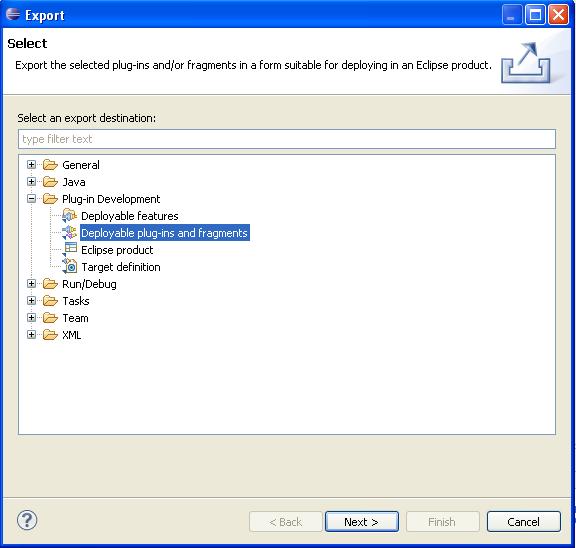 Export
Select
Export the selected plug-ins and/or fragments in a form suitable for deploying in an Eclipse product.
Select an export destination:
type filter text
General
Java
Plug-in Development
Deployable features
Deployable plug-ins and fragments
Eclipse product
Target definition
Run/Debug
Tasks
Team
XML
< Back Next > Finish Cancel